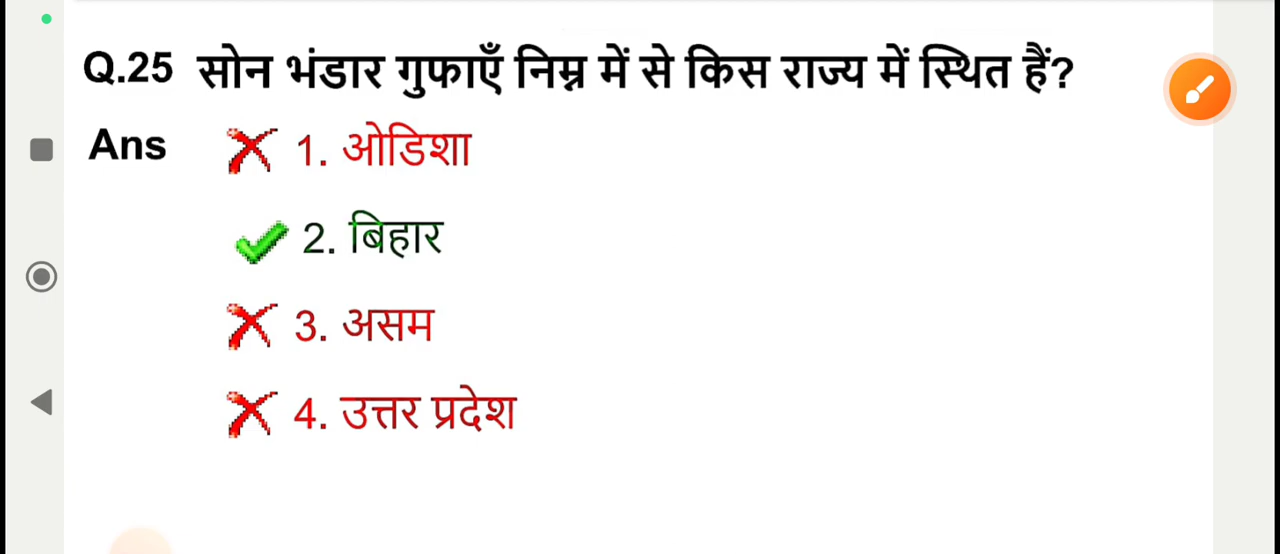 Q.25 सोन भंडार गुफाएँ निम्न में से किस राज्य में स्थित हैं?
Ans 1. ओडिशा
2. बिहार
3. असम
4. उत्तर प्रदेश